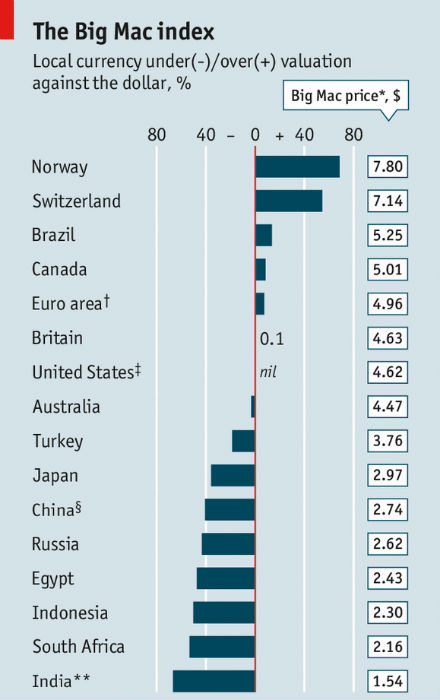 The Big Mac index
Local currency under(-)/over(+) valuation
against the dollar, %
Big Mac price*, $
80 40 – 0 + 40 80
Norway 7.80
Switzerland 7.14
Brazil 5.25
Canada 5.01
Euro area† 4.96
Britain 0.1 4.63
United States‡ nil 4.62
Australia 4.47
Turkey 3.76
Japan 2.97
China§ 2.74
Russia 2.62
Egypt 2.43
Indonesia 2.30
South Africa 2.16
India** 1.54